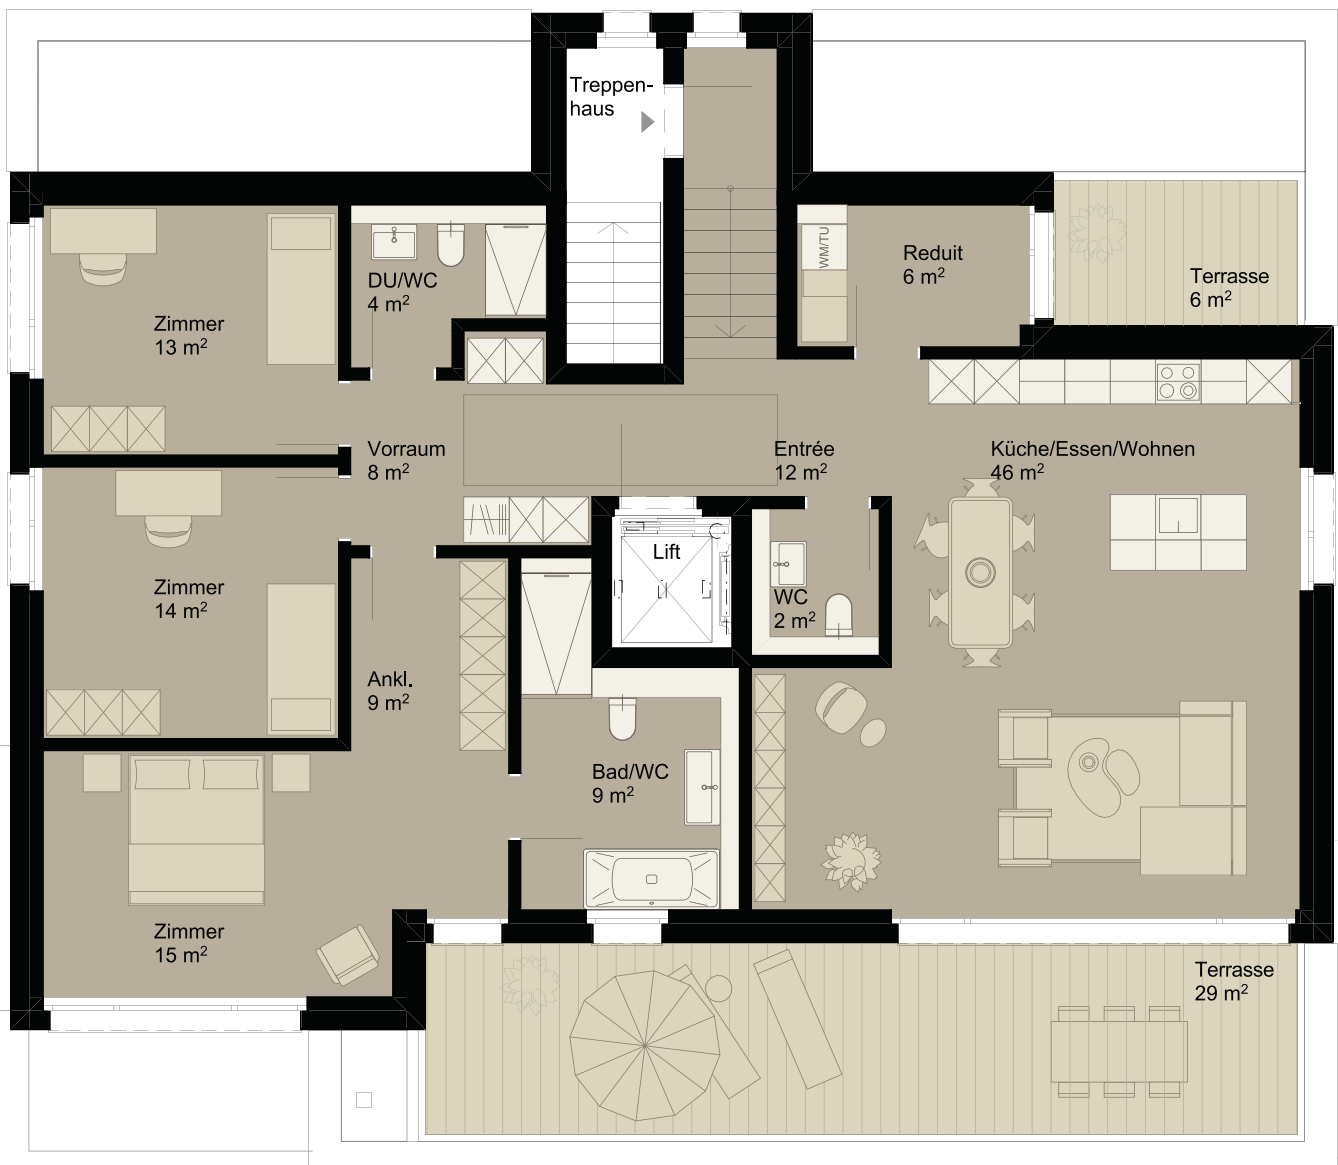 Treppen-
haus
WM/TU
Reduit
6 m²
Terrasse
6 m²
DU/WC
4 m²
Zimmer
13 m²
Vorraum
8 m²
Entrée
12 m²
Küche/Essen/Wohnen
46 m²
Lift
Zimmer
14 m²
WC
2 m²
Ankl.
9 m²
Bad/WC
9 m²
Zimmer
15 m²
Terrasse
29 m²